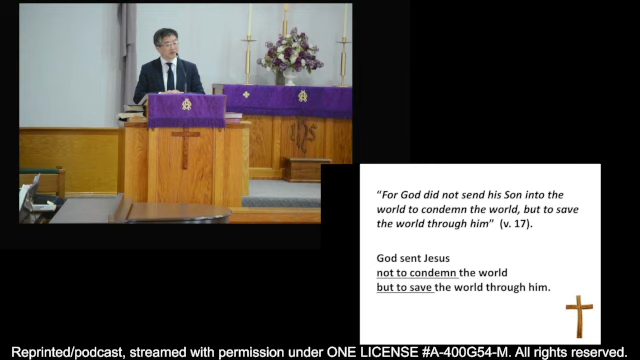 "For God did not send his Son into the
world to condemn the world, but to save
the world through him" (v. 17).
God sent Jesus
not to condemn the world
but to save the world through him.
Reprinted/podcast, streamed with permission under ONE LICENSE #A-400G54-M. All rights reserved.